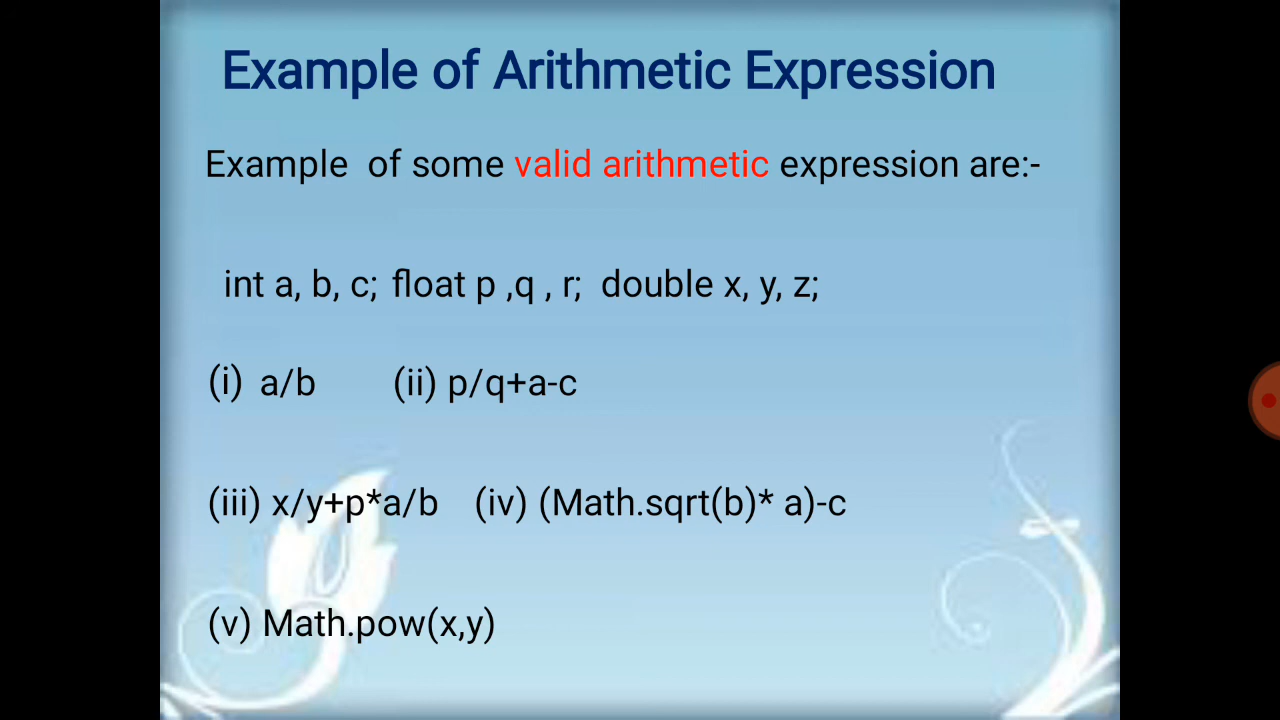 Example of Arithmetic Expression
Example of some valid arithmetic expression are:-
int a, b, c; float p ,q , r; double x, y, z;
(i) a/b (ii) p/q+a-c
(iii) x/y+p*a/b (iv) (Math.sqrt(b)* a)-c
(v) Math.pow(x,y)